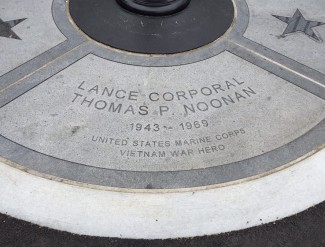 LANCE CORPORAL
THOMAS P. NOONAN
1943 - 1969
UNITED STATES MARINE CORPS
VIETNAM WAR HERO